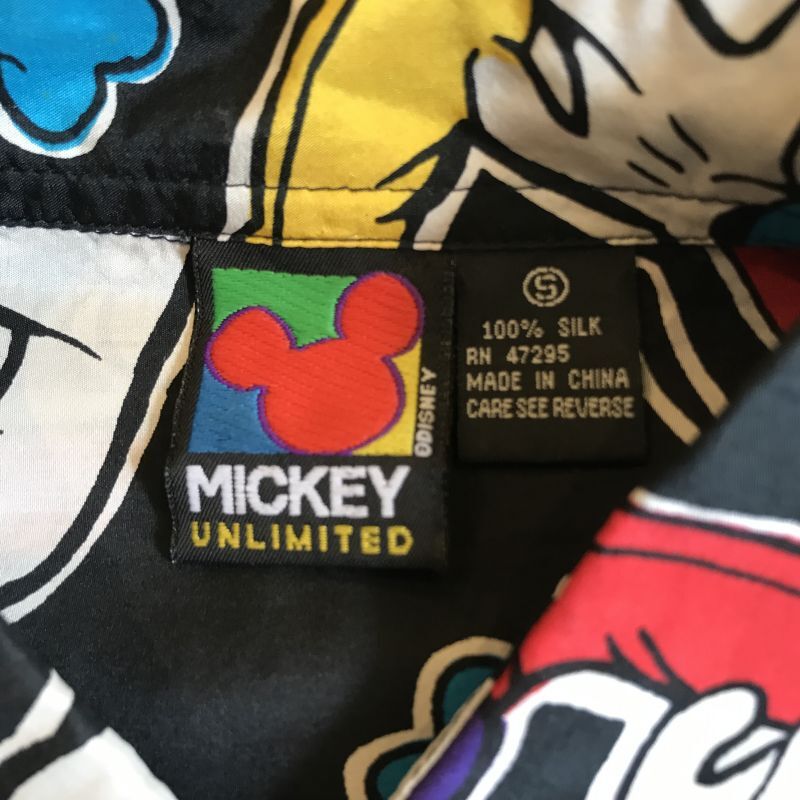 ©DISNEY
MICKEY
UNLIMITED
S
100% SILK
RN 47295
MADE IN CHINA
CARE SEE REVERSE